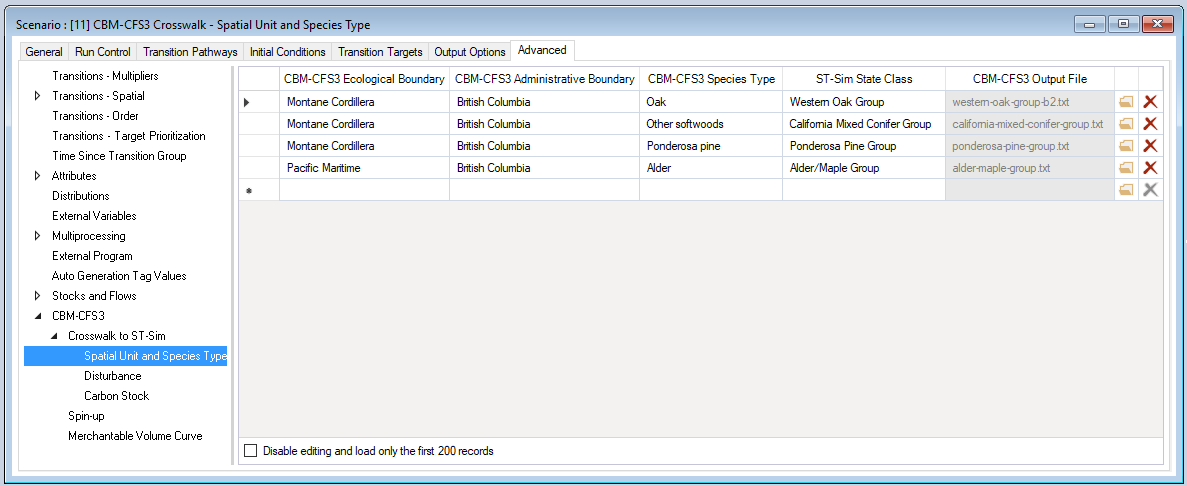 Scenario : [11] CBM-CFS3 Crosswalk - Spatial Unit and Species Type
General Run Control Transition Pathways Initial Conditions Transition Targets Output Options Advanced
Transitions - Multipliers
Transitions - Spatial
Transitions - Order
Transitions - Target Prioritization
Time Since Transition Group
Attributes
Distributions
External Variables
Multiprocessing
External Program
Auto Generation Tag Values
Stocks and Flows
CBM-CFS3
Crosswalk to ST-Sim
Spatial Unit and Species Type
Disturbance
Carbon Stock
Spin-up
Merchantable Volume Curve
CBM-CFS3 Ecological Boundary CBM-CFS3 Administrative Boundary CBM-CFS3 Species Type ST-Sim State Class CBM-CFS3 Output File
Montane Cordillera British Columbia Oak Western Oak Group western-oak-group-b2.txt
Montane Cordillera British Columbia Other softwoods California Mixed Conifer Group california-mixed-conifer-group.txt
Montane Cordillera British Columbia Ponderosa pine Ponderosa Pine Group ponderosa-pine-group.txt
Pacific Maritime British Columbia Alder Alder/Maple Group alder-maple-group.txt
Disable editing and load only the first 200 records